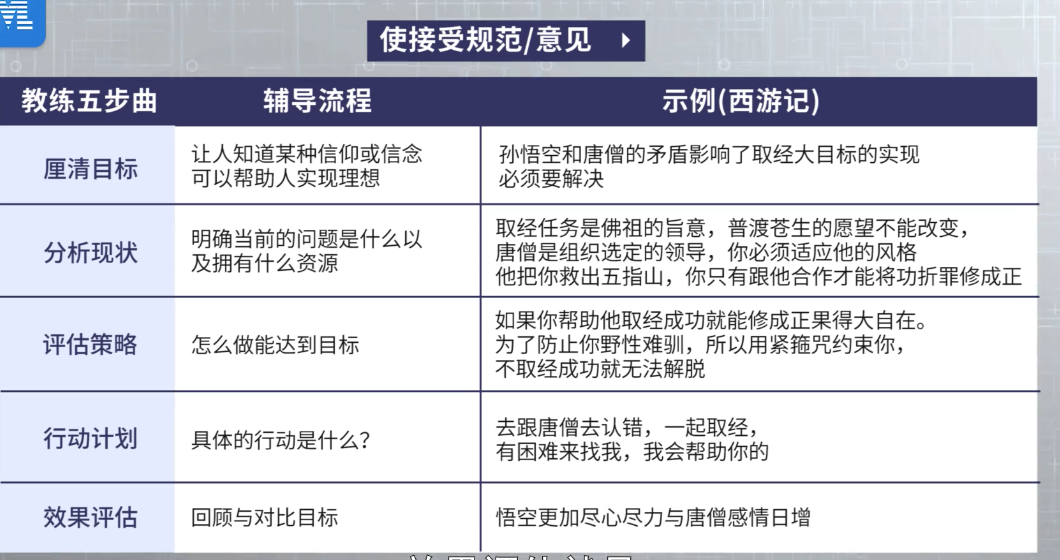 使接受规范/意见
教练五步曲 辅导流程 示例(西游记)
厘清目标
让人知道某种信仰或信念
可以帮助人实现理想
孙悟空和唐僧的矛盾影响了取经大目标的实现
必须要解决
分析现状
明确当前的问题是什么以
及拥有什么资源
取经任务是佛祖的旨意，普渡苍生的愿望不能改变，
唐僧是组织选定的领导，你必须适应他的风格
他把你救出五指山，你只有跟他合作才能将功折罪修成正
评估策略
怎么做能达到目标
如果你帮助他取经成功就能修成正果得大自在。
为了防止你野性难驯，所以用紧箍咒约束你，
不取经成功就无法解脱
行动计划
具体的行动是什么？
去跟唐僧去认错，一起取经，
有困难来找我，我会帮助你的
效果评估
回顾与对比目标
悟空更加尽心尽力与唐僧感情日增